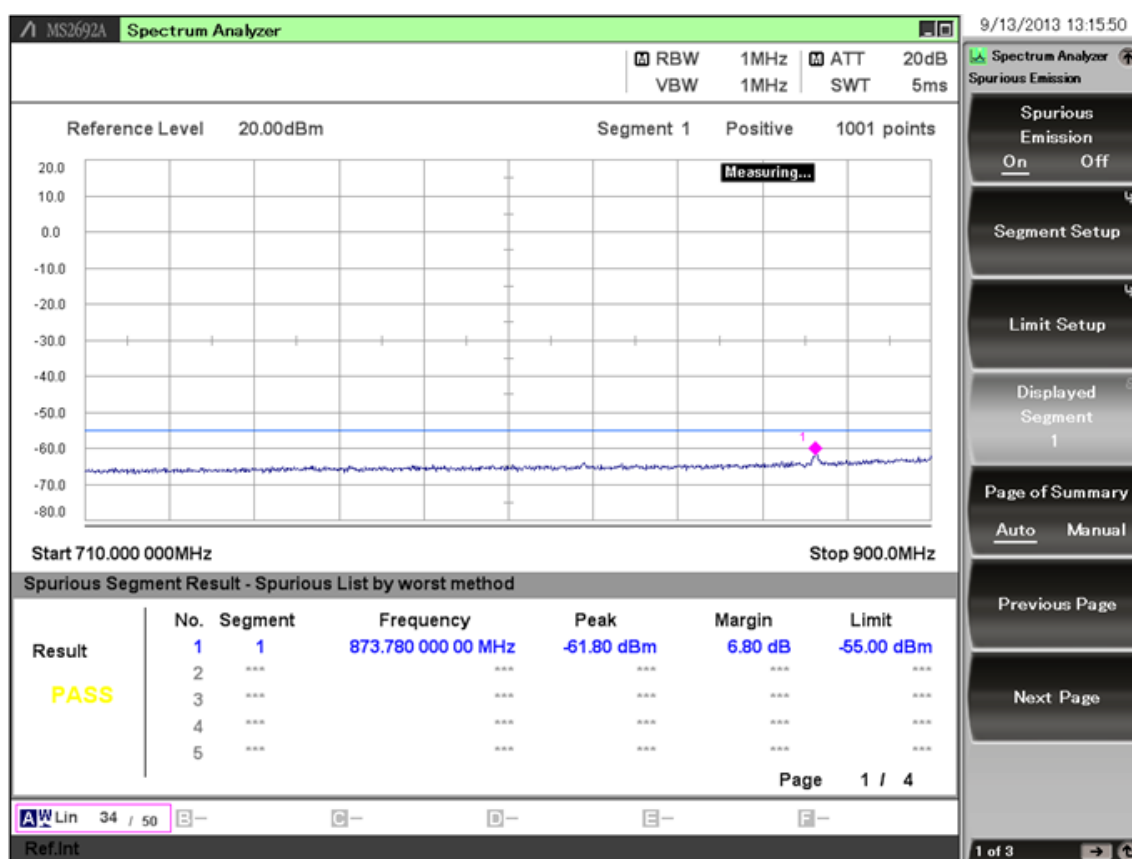 MS2692A Spectrum Analyzer
9/13/2013 13:15:50
M RBW 1MHz M ATT 20dB
VBW 1MHz SWT 5ms
Reference Level 20.00dBm Segment 1 Positive 1001 points
Measuring...
20.0
10.0
0.0
-10.0
-20.0
-30.0
-40.0
-50.0
-60.0
-70.0
-80.0
1
Start 710.000 000MHz Stop 900.0MHz
Spurious Segment Result - Spurious List by worst method
No. Segment Frequency Peak Margin Limit
Result
PASS
1 1 873.780 000 00 MHz -61.80 dBm 6.80 dB -55.00 dBm
2 *** *** *** *** ***
3 *** *** *** *** ***
4 *** *** *** *** ***
5 *** *** *** *** ***
Page 1 / 4
A W Lin 34 / 50 B- C- D- E- F-
Ref.Int
Spectrum Analyzer
Spurious Emission
Spurious
Emission
On Off
Segment Setup
Limit Setup
Displayed
Segment
1
Page of Summary
Auto Manual
Previous Page
Next Page
1 of 3